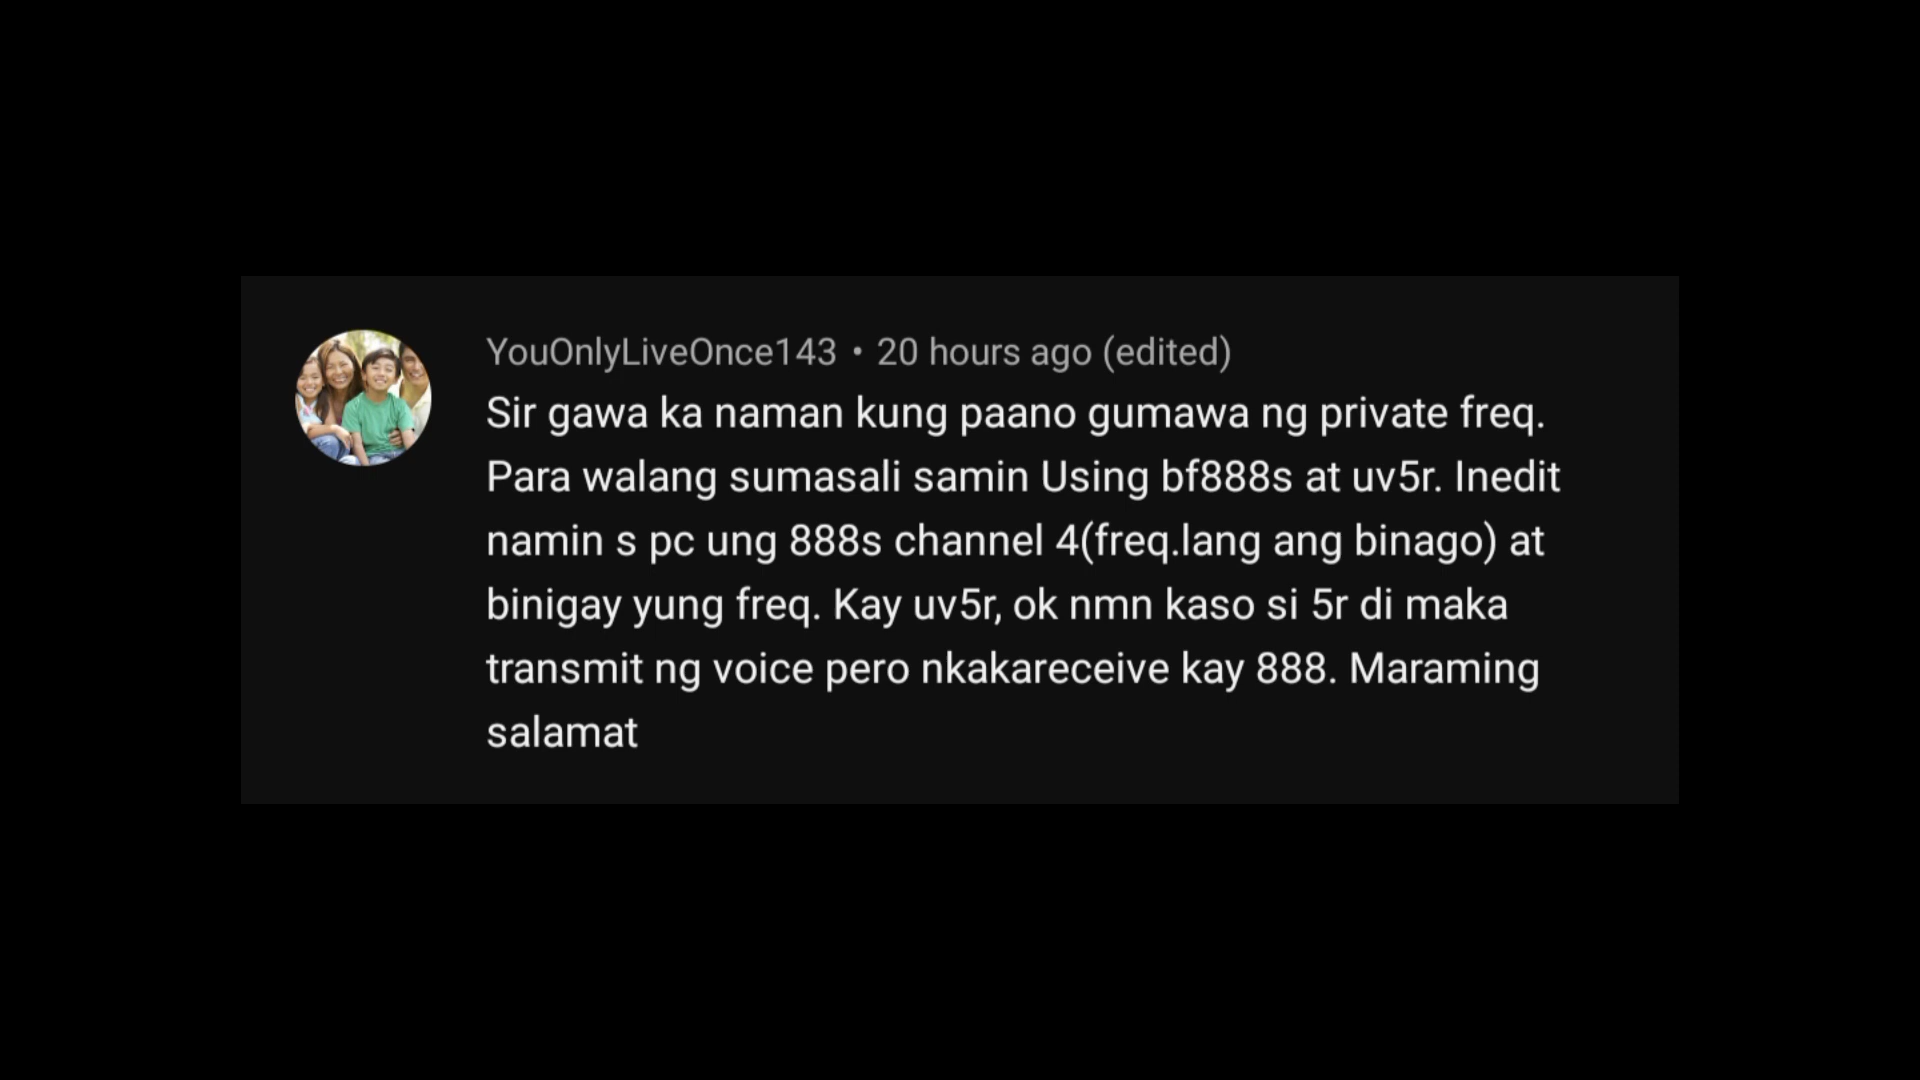 YouOnlyLiveOnce143 • 20 hours ago (edited)
Sir gawa ka naman kung paano gumawa ng private freq.
Para walang sumasali samin Using bf888s at uv5r. Inedit
namin s pc ung 888s channel 4(freq.lang ang binago) at
binigay yung freq. Kay uv5r, ok nmn kaso si 5r di maka
transmit ng voice pero nkakareceive kay 888. Maraming
salamat